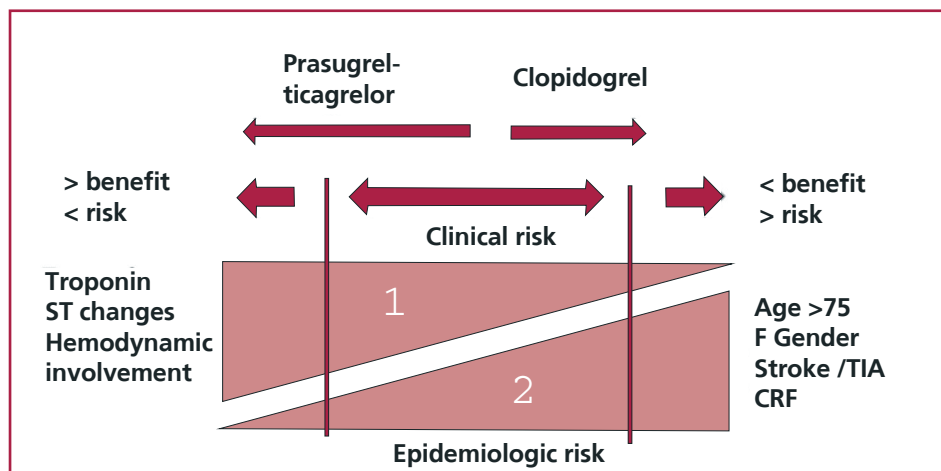 Prasugrel-
ticagrelor
Clopidogrel
> benefit
< risk
< benefit
> risk
Clinical risk
Troponin
ST changes
Hemodynamic
involvement
1
2
Age >75
F Gender
Stroke /TIA
CRF
Epidemiologic risk